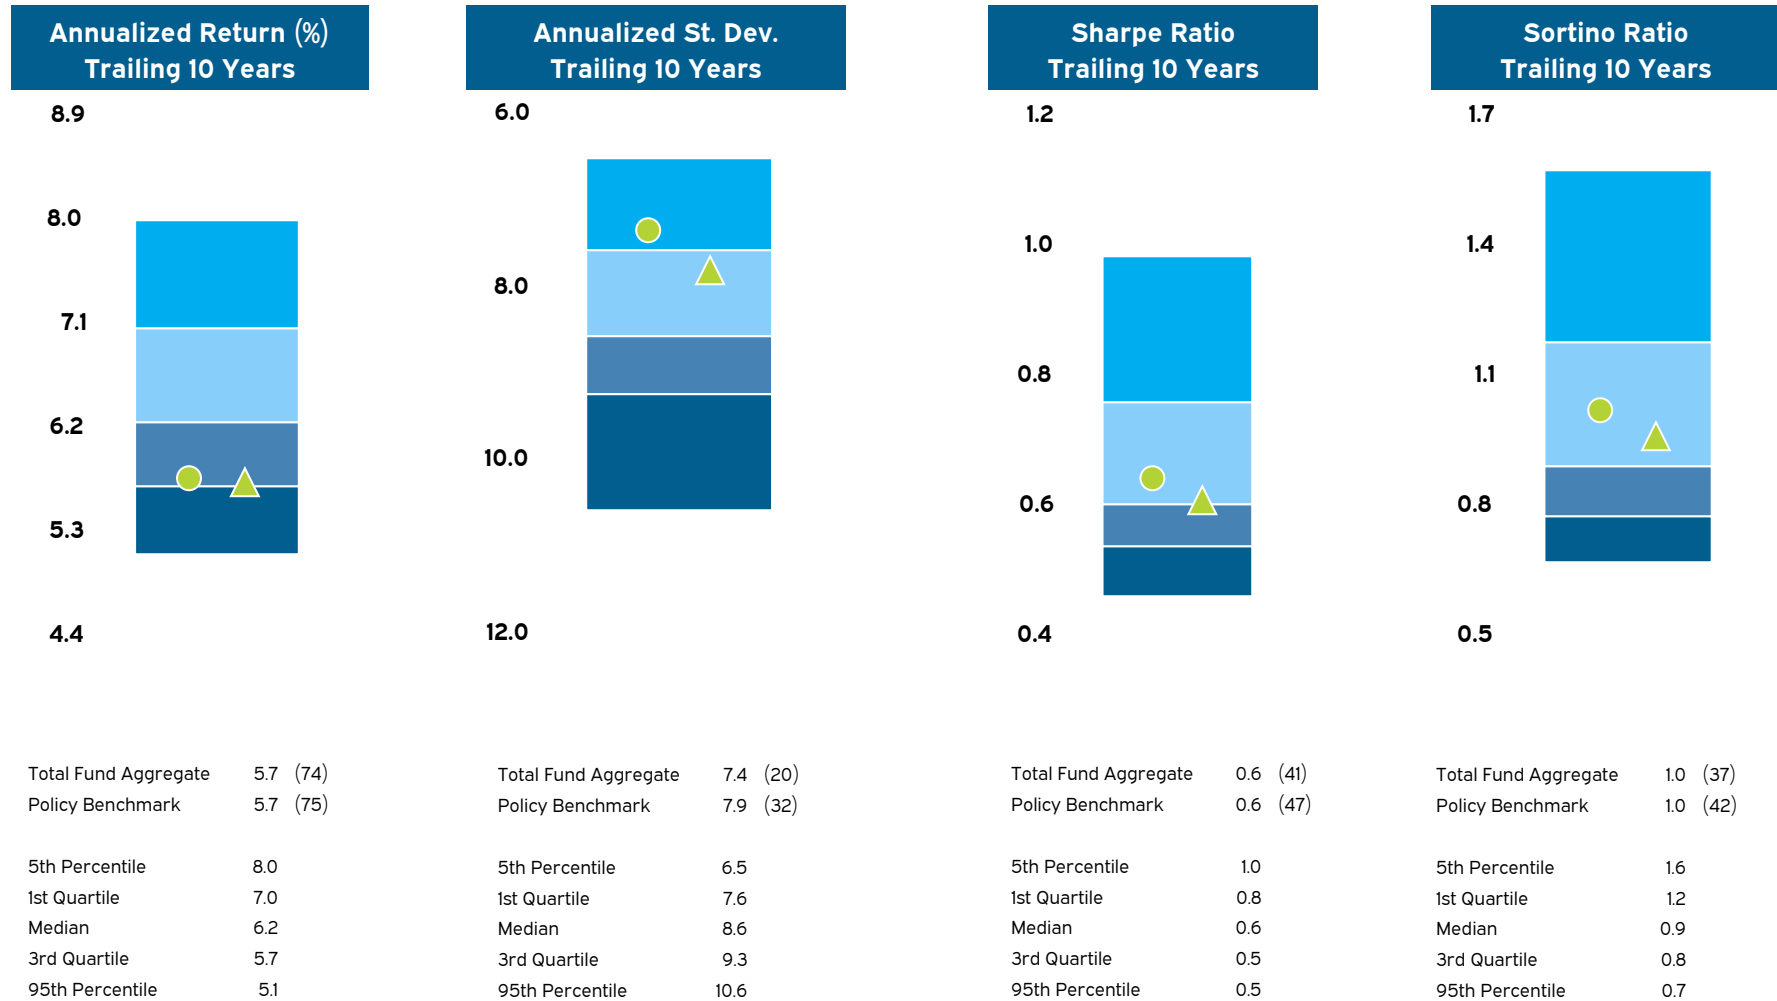 Annualized Return (%)
Trailing 10 Years
8.9
8.0
7.1
6.2
5.3
4.4
Total Fund Aggregate 5.7 (74)
Policy Benchmark 5.7 (75)
5th Percentile 8.0
1st Quartile 7.0
Median 6.2
3rd Quartile 5.7
95th Percentile 5.1
Annualized St. Dev.
Trailing 10 Years
6.0
8.0
10.0
12.0
Total Fund Aggregate 7.4 (20)
Policy Benchmark 7.9 (32)
5th Percentile 6.5
1st Quartile 7.6
Median 8.6
3rd Quartile 9.3
95th Percentile 10.6
Sharpe Ratio
Trailing 10 Years
1.2
1.0
0.8
0.6
0.4
Total Fund Aggregate 0.6 (41)
Policy Benchmark 0.6 (47)
5th Percentile 1.0
1st Quartile 0.8
Median 0.6
3rd Quartile 0.5
95th Percentile 0.5
Sortino Ratio
Trailing 10 Years
1.7
1.4
1.1
0.8
0.5
Total Fund Aggregate 1.0 (37)
Policy Benchmark 1.0 (42)
5th Percentile 1.6
1st Quartile 1.2
Median 0.9
3rd Quartile 0.8
95th Percentile 0.7